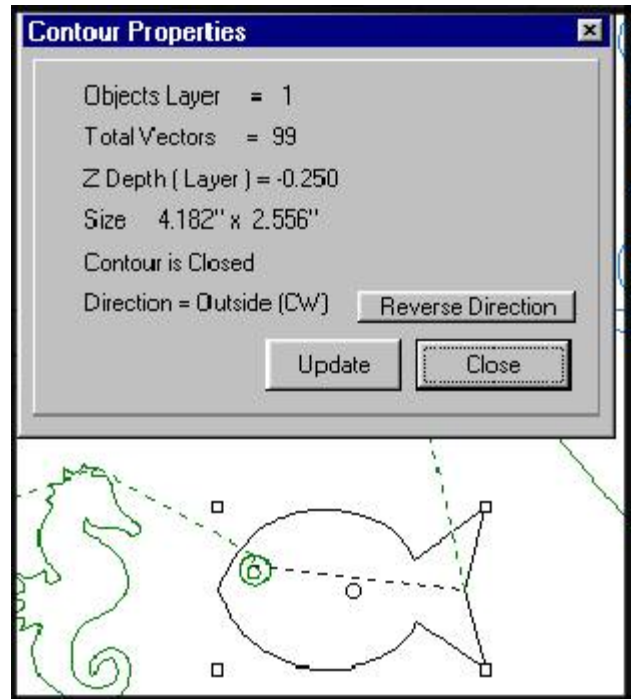 Contour Properties
Objects Layer = 1
Total Vectors = 99
Z Depth ( Layer ) = -0.250
Size 4.182" x 2.556"
Contour is Closed
Direction = Outside (CW)
Reverse Direction
Update
Close